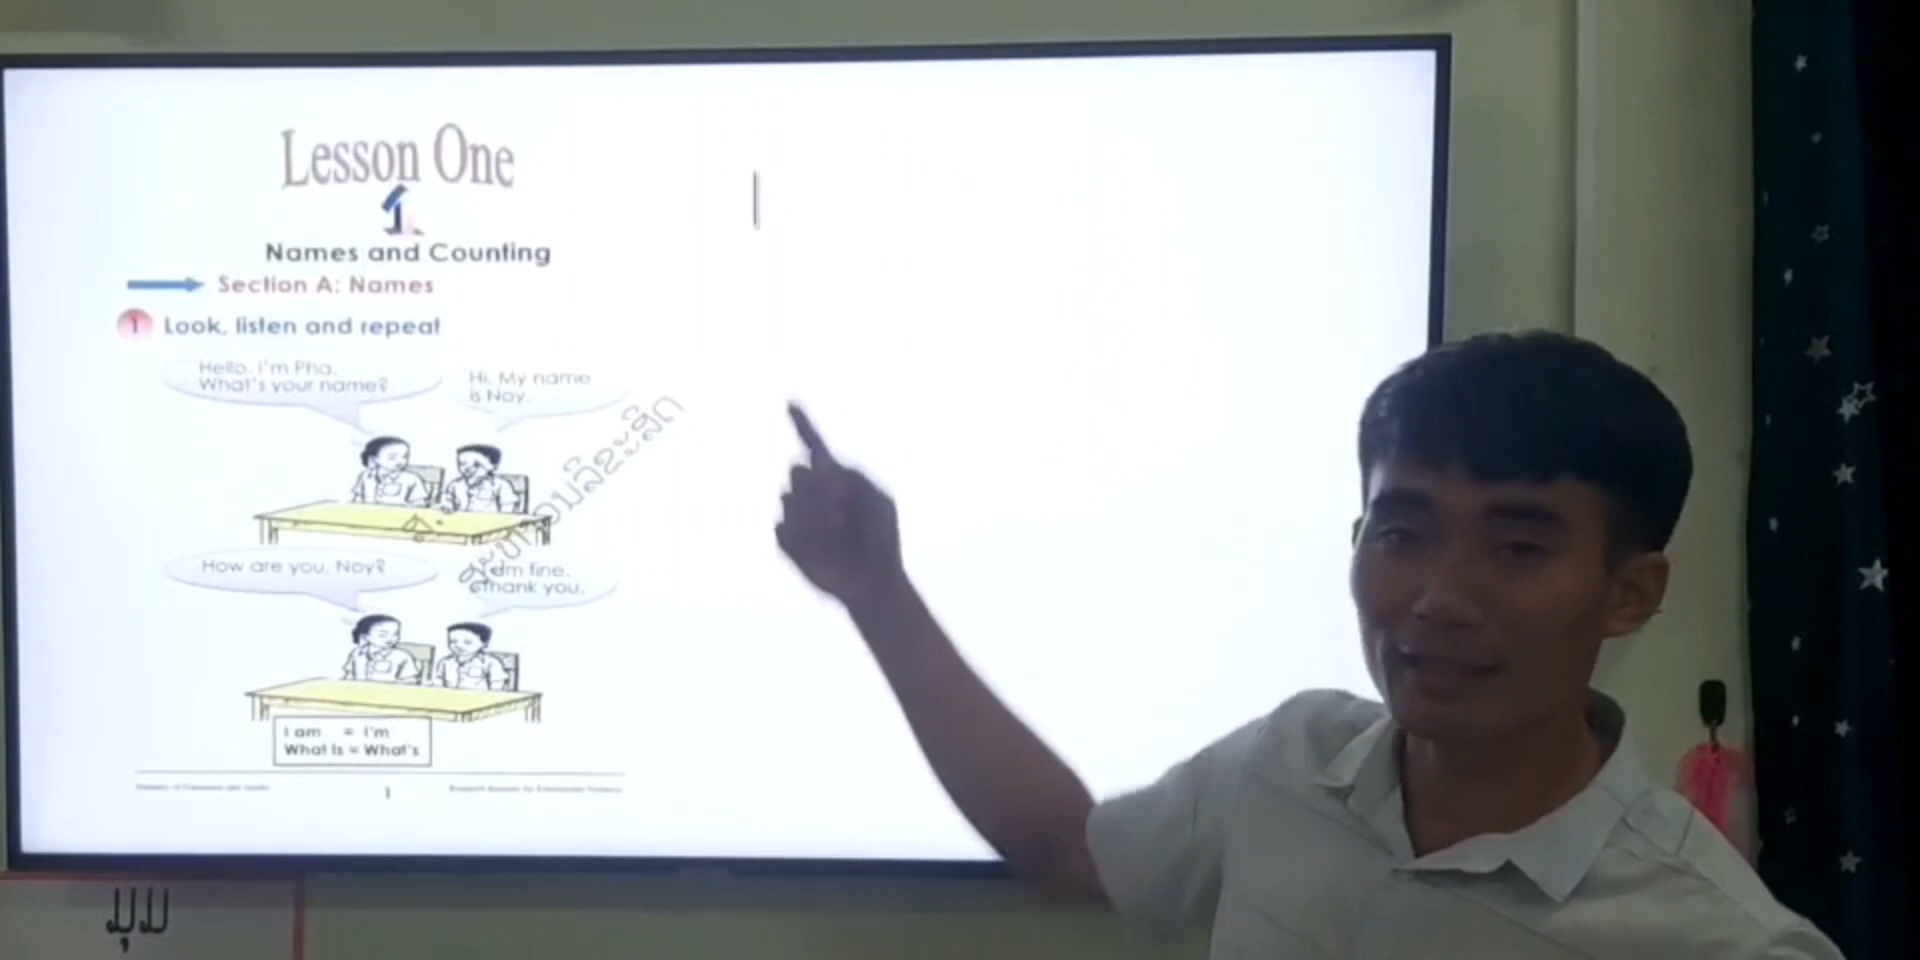 Lesson One
1
Names and Counting
Section A: Names
1 Look, listen and repeat
Hello. I'm Pha.
What's your name?
Hi. My name
is Noy.
How are you, Noy?
I am fine.
Thank you.
I am = I'm
What is = What's
1
ມຸມ